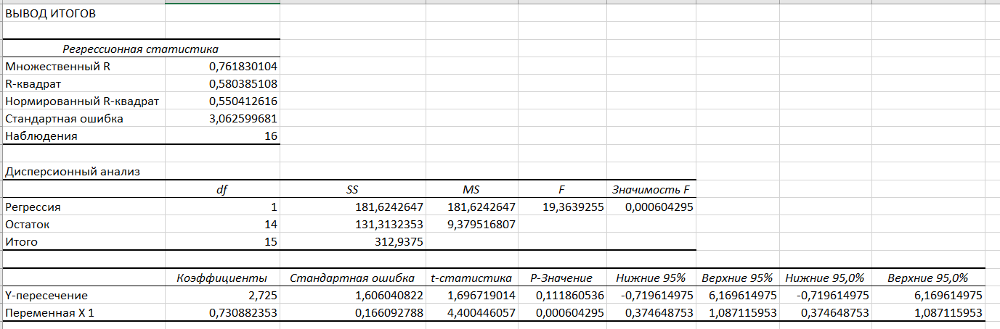 ВЫВОД ИТОГОВ
Регрессионная статистика
Множественный R 0,761830104
R-квадрат 0,580385108
Нормированный R-квадрат 0,550412616
Стандартная ошибка 3,062599681
Наблюдения 16
Дисперсионный анализ
df SS MS F Значимость F
Регрессия 1 181,6242647 181,6242647 19,3639255 0,000604295
Остаток 14 131,3132353 9,379516807
Итого 15 312,9375
Коэффициенты Стандартная ошибка t-статистика P-Значение Нижние 95% Верхние 95% Нижние 95,0% Верхние 95,0%
Y-пересечение 2,725 1,606040822 1,696719014 0,111860536 -0,719614975 6,169614975 -0,719614975 6,169614975
Переменная X 1 0,730882353 0,166092788 4,400446057 0,000604295 0,374648753 1,087115953 0,374648753 1,087115953